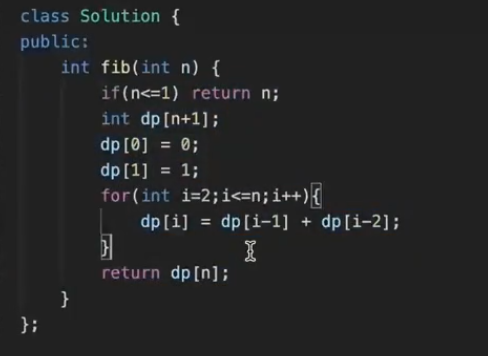 class Solution {
public:
    int fib(int n) {
        if(n<=1) return n;
        int dp[n+1];
        dp[0] = 0;
        dp[1] = 1;
        for(int i=2;i<=n;i++){
            dp[i] = dp[i-1] + dp[i-2];
        }
        return dp[n];
    }
};